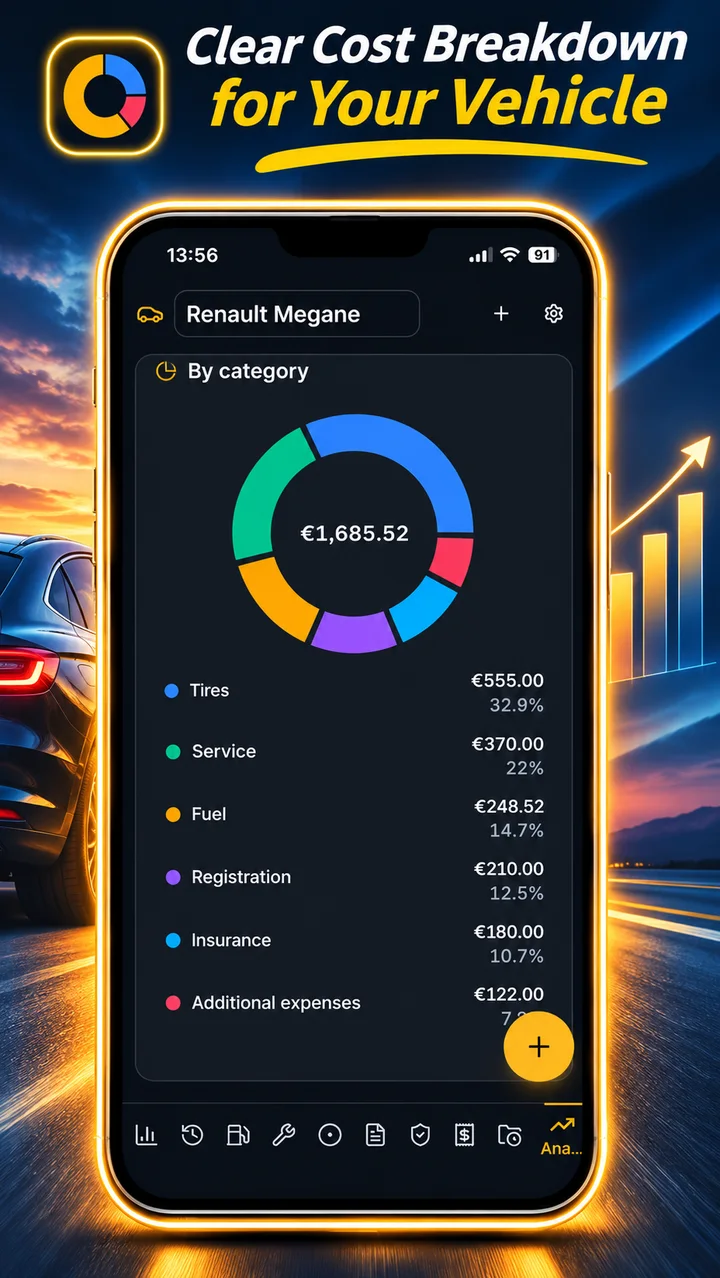 Clear Cost Breakdown
for Your Vehicle
13:56
91
Renault Megane
By category
€1,685.52
Tires
€555.00
32.9%
Service
€370.00
22%
Fuel
€248.52
14.7%
Registration
€210.00
12.5%
Insurance
€180.00
10.7%
Additional expenses
€122.00
Ana...